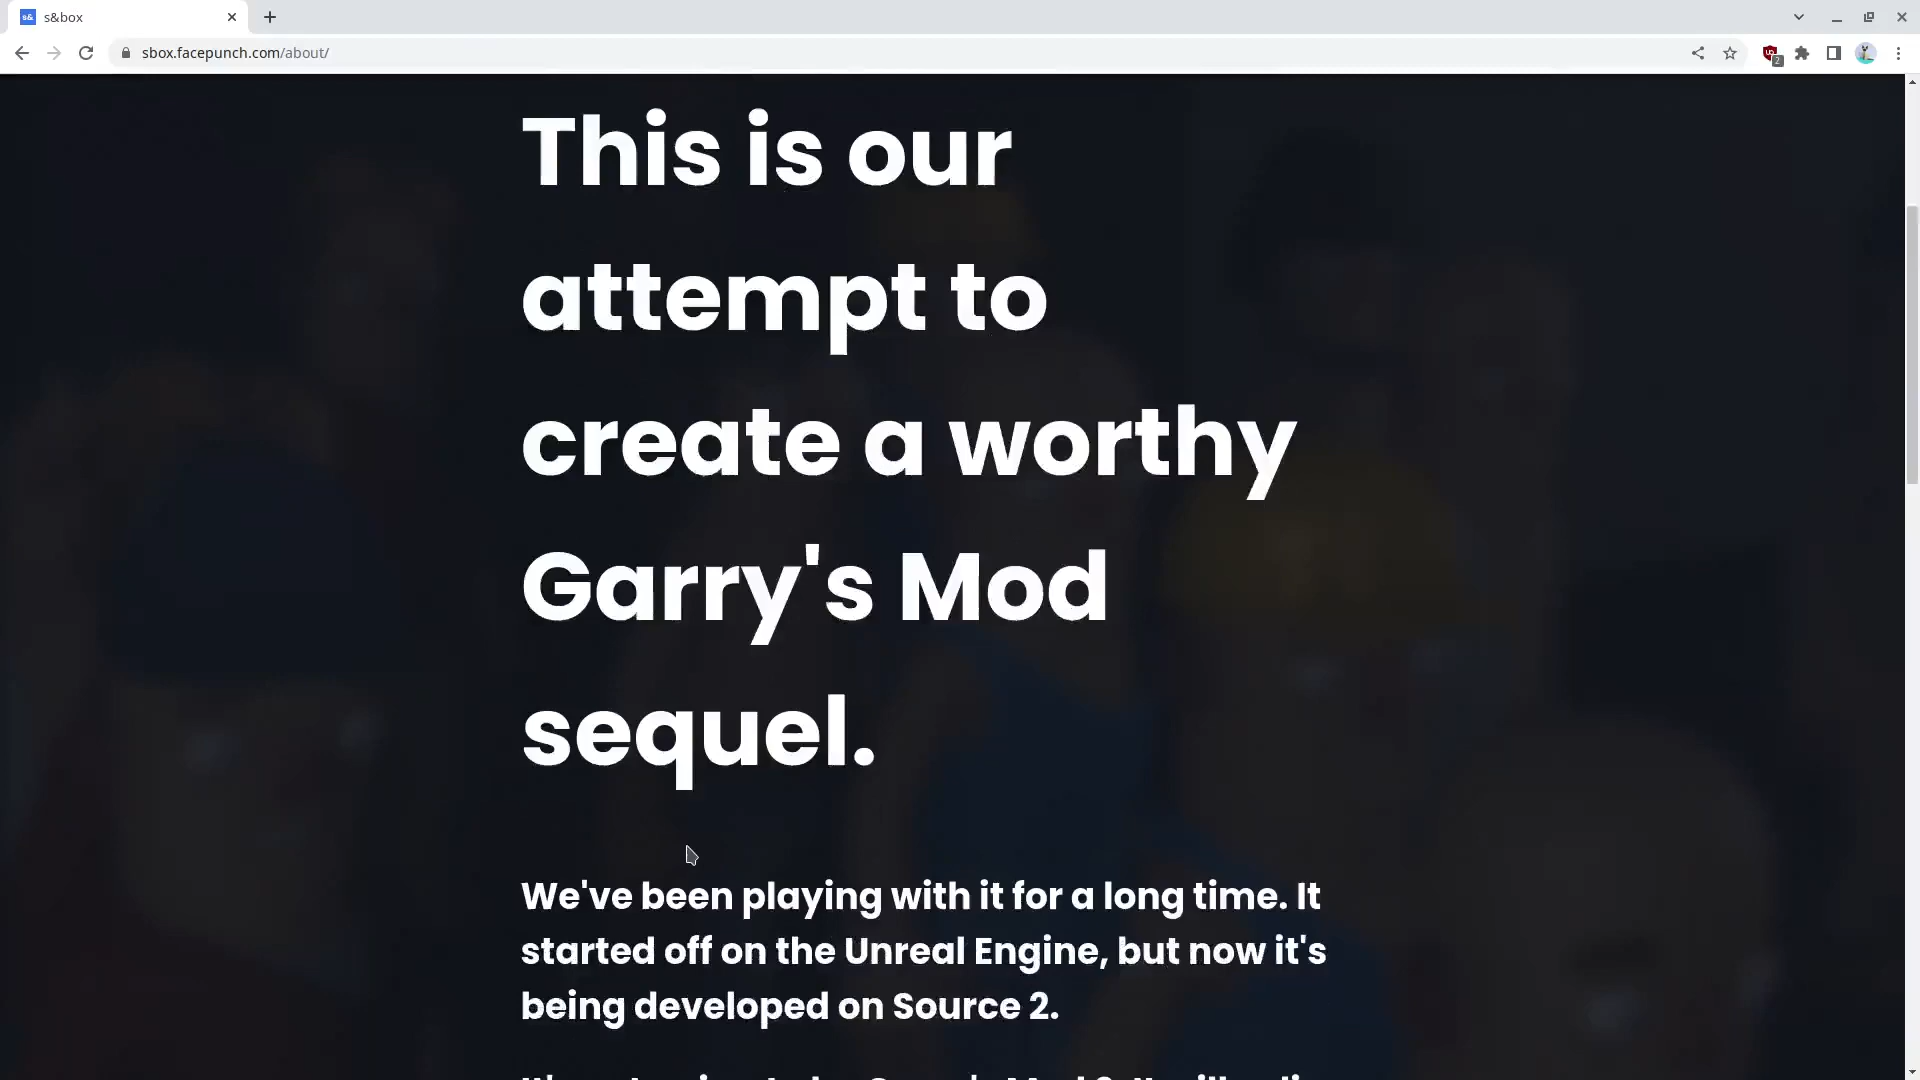 s&box
sbox.facepunch.com/about/
2
This is our
attempt to
create a worthy
Garry's Mod
sequel.
We've been playing with it for a long time. It
started off on the Unreal Engine, but now it's
being developed on Source 2.